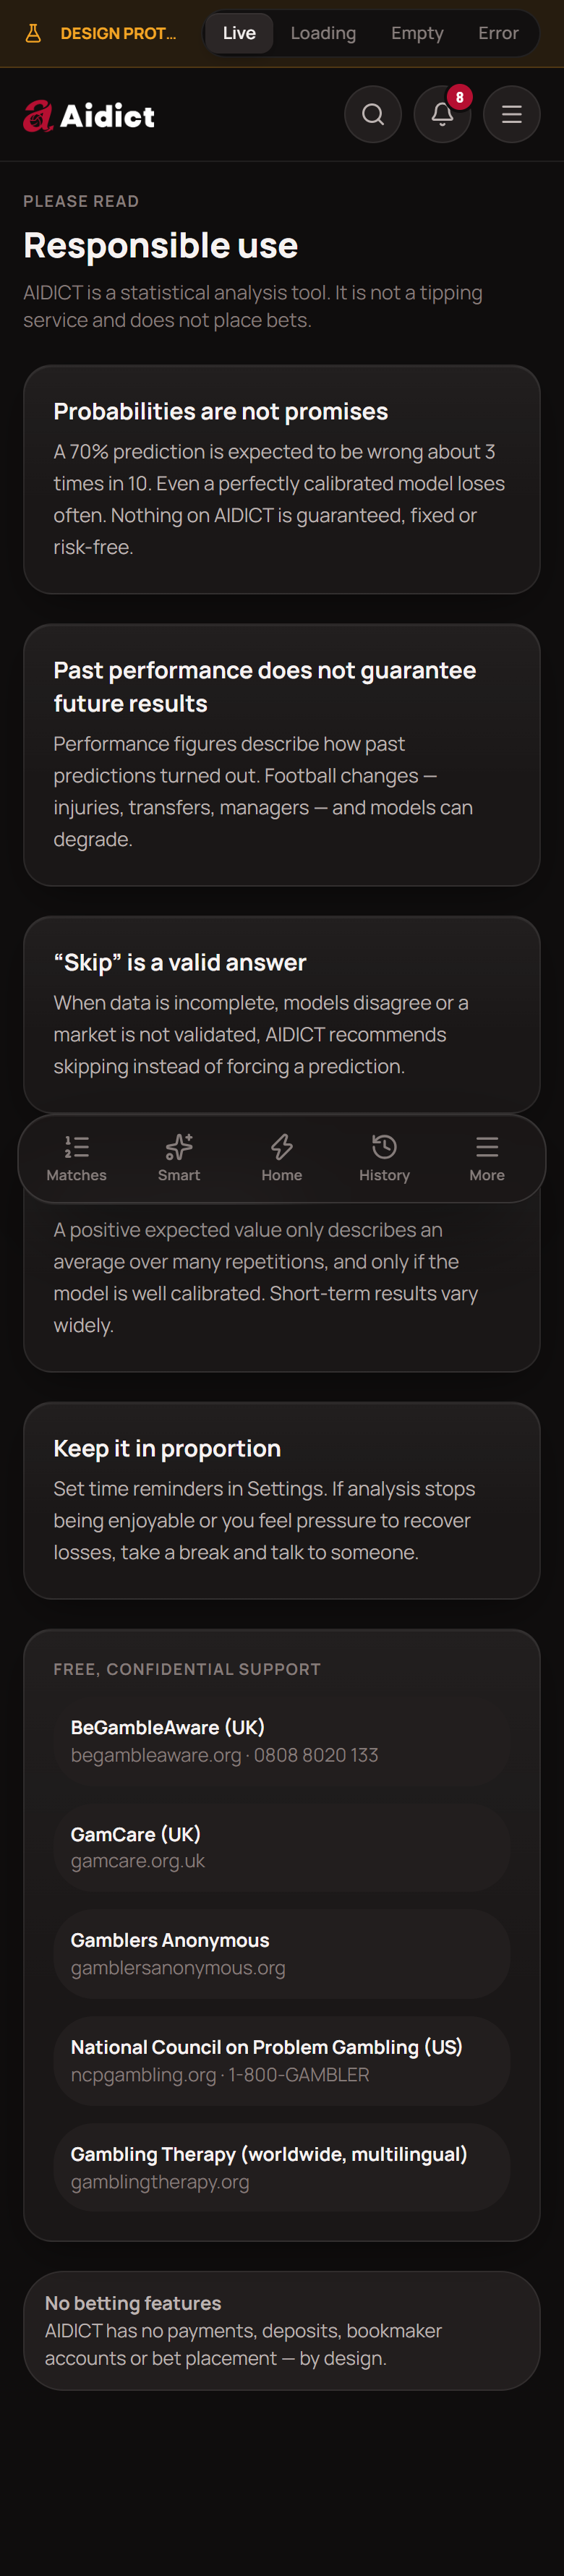 DESIGN PROT...
Live
Loading
Empty
Error
a Aidict
8
PLEASE READ
Responsible use
AIDICT is a statistical analysis tool. It is not a tipping
service and does not place bets.
Probabilities are not promises
A 70% prediction is expected to be wrong about 3
times in 10. Even a perfectly calibrated model loses
often. Nothing on AIDICT is guaranteed, fixed or
risk-free.
Past performance does not guarantee
future results
Performance figures describe how past
predictions turned out. Football changes —
injuries, transfers, managers — and models can
degrade.
“Skip” is a valid answer
When data is incomplete, models disagree or a
market is not validated, AIDICT recommends
skipping instead of forcing a prediction.
Matches
Smart
Home
History
More
A positive expected value only describes an
average over many repetitions, and only if the
model is well calibrated. Short-term results vary
widely.
Keep it in proportion
Set time reminders in Settings. If analysis stops
being enjoyable or you feel pressure to recover
losses, take a break and talk to someone.
FREE, CONFIDENTIAL SUPPORT
BeGambleAware (UK)
begambleaware.org · 0808 8020 133
GamCare (UK)
gamcare.org.uk
Gamblers Anonymous
gamblersanonymous.org
National Council on Problem Gambling (US)
ncpgambling.org · 1-800-GAMBLER
Gambling Therapy (worldwide, multilingual)
gamblingtherapy.org
No betting features
AIDICT has no payments, deposits, bookmaker
accounts or bet placement — by design.